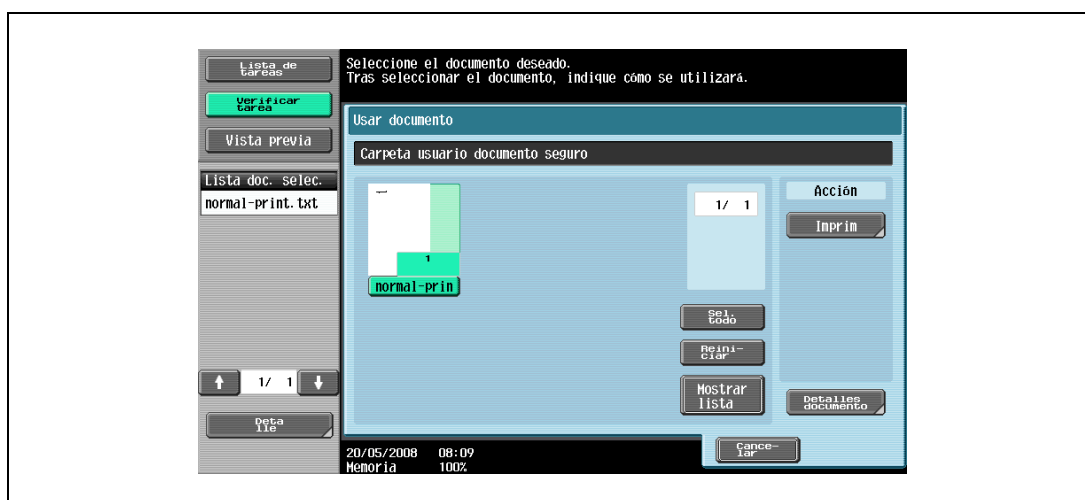 Lista de
tareas
Verificar
tarea
Vista previa
Lista doc. selec.
normal-print.txt
1/ 1
Deta
lle
Seleccione el documento deseado.
Tras seleccionar el documento, indique cómo se utilizará.
Usar documento
Carpeta usuario documento seguro
1
1
normal-prin
1/ 1
Sel.
todo
Reini-
ciar
Mostrar
lista
Acción
Imprim
Detalles
documento
Cance-
lar
20/05/2008 08:09
Memoria 100%